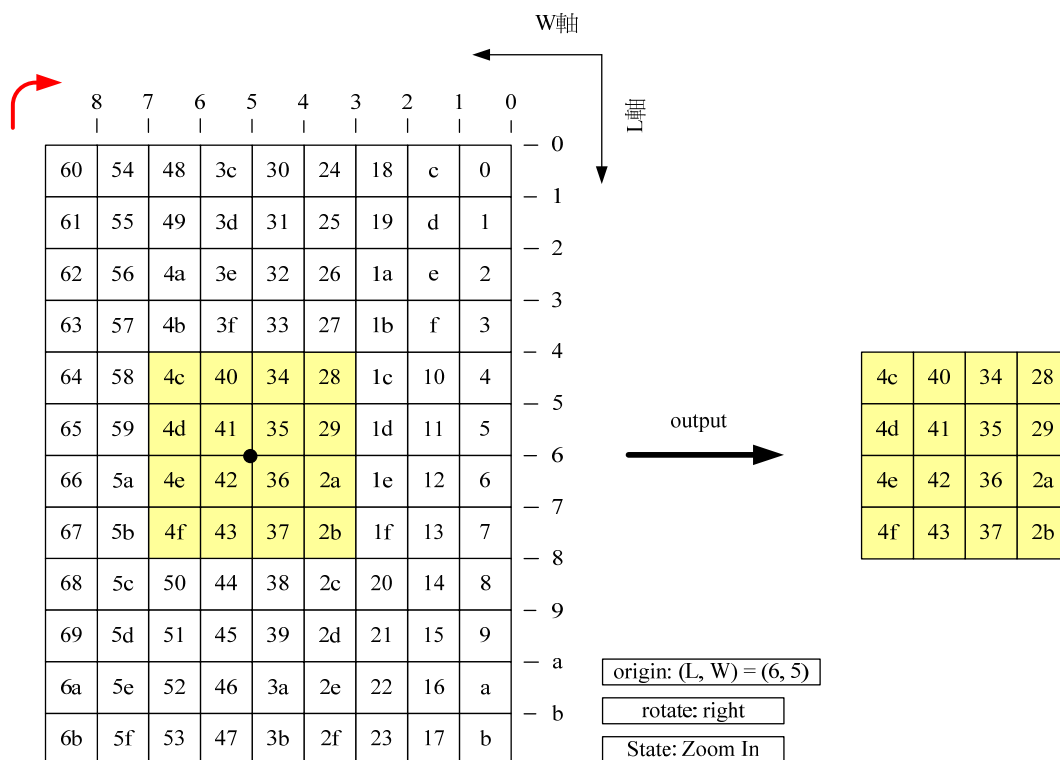 W軸
L軸
8 7 6 5 4 3 2 1 0
0
60 54 48 3c 30 24 18 c 0
1
61 55 49 3d 31 25 19 d 1
2
62 56 4a 3e 32 26 1a e 2
3
63 57 4b 3f 33 27 1b f 3
4
64 58 4c 40 34 28 1c 10 4
4c 40 34 28
5
output
65 59 4d 41 35 29 1d 11 5
4d 41 35 29
6
66 5a 4e 42 36 2a 1e 12 6
4e 42 36 2a
7
67 5b 4f 43 37 2b 1f 13 7
4f 43 37 2b
8
68 5c 50 44 38 2c 20 14 8
9
69 5d 51 45 39 2d 21 15 9
a
6a 5e 52 46 3a 2e 22 16 a
b
6b 5f 53 47 3b 2f 23 17 b
origin: (L, W) = (6, 5)
rotate: right
State: Zoom In